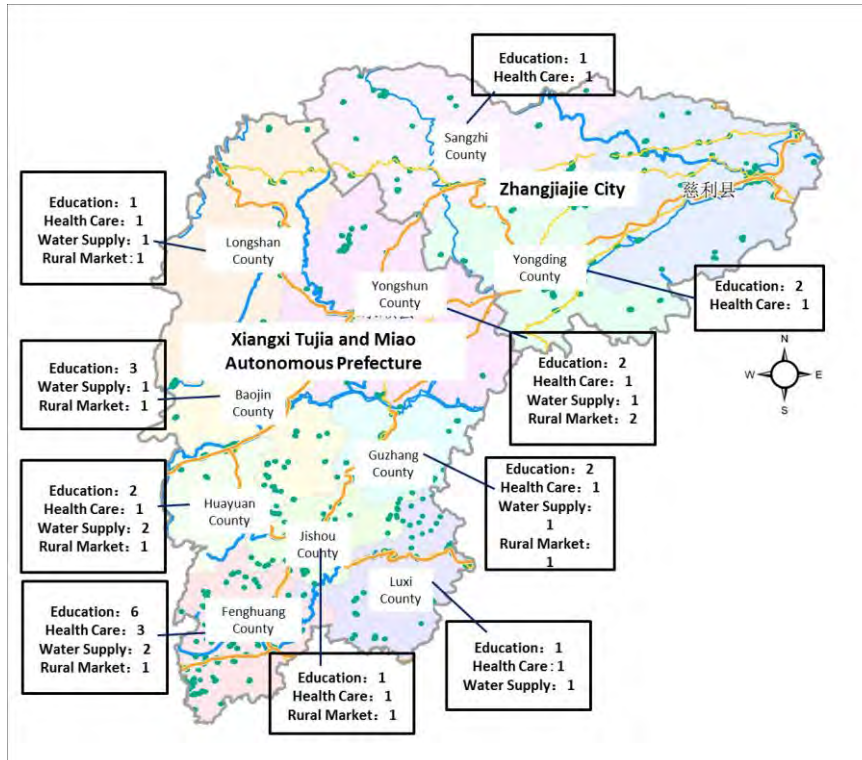 Education: 1
Health Care: 1
Sangzhi
County
Zhangjiajie City
慈利县
Education: 1
Health Care: 1
Water Supply: 1
Rural Market: 1
Longshan
County
Yongding
County
Yongshun
County
Education: 2
Health Care: 1
Xiangxi Tujia and Miao
Autonomous Prefecture
N
W
E
S
Education: 2
Health Care: 1
Water Supply: 1
Rural Market: 2
Education: 3
Water Supply: 1
Rural Market: 1
Baojin
County
Guzhang
County
Education: 2
Health Care: 1
Water Supply:
1
Rural Market:
1
Education: 2
Health Care: 1
Water Supply: 2
Rural Market: 1
Huayuan
County
Jishou
County
Luxi
County
Education: 6
Health Care: 3
Water Supply: 2
Rural Market: 1
Fenghuang
County
Education: 1
Health Care: 1
Water Supply: 1
Education: 1
Health Care: 1
Rural Market: 1